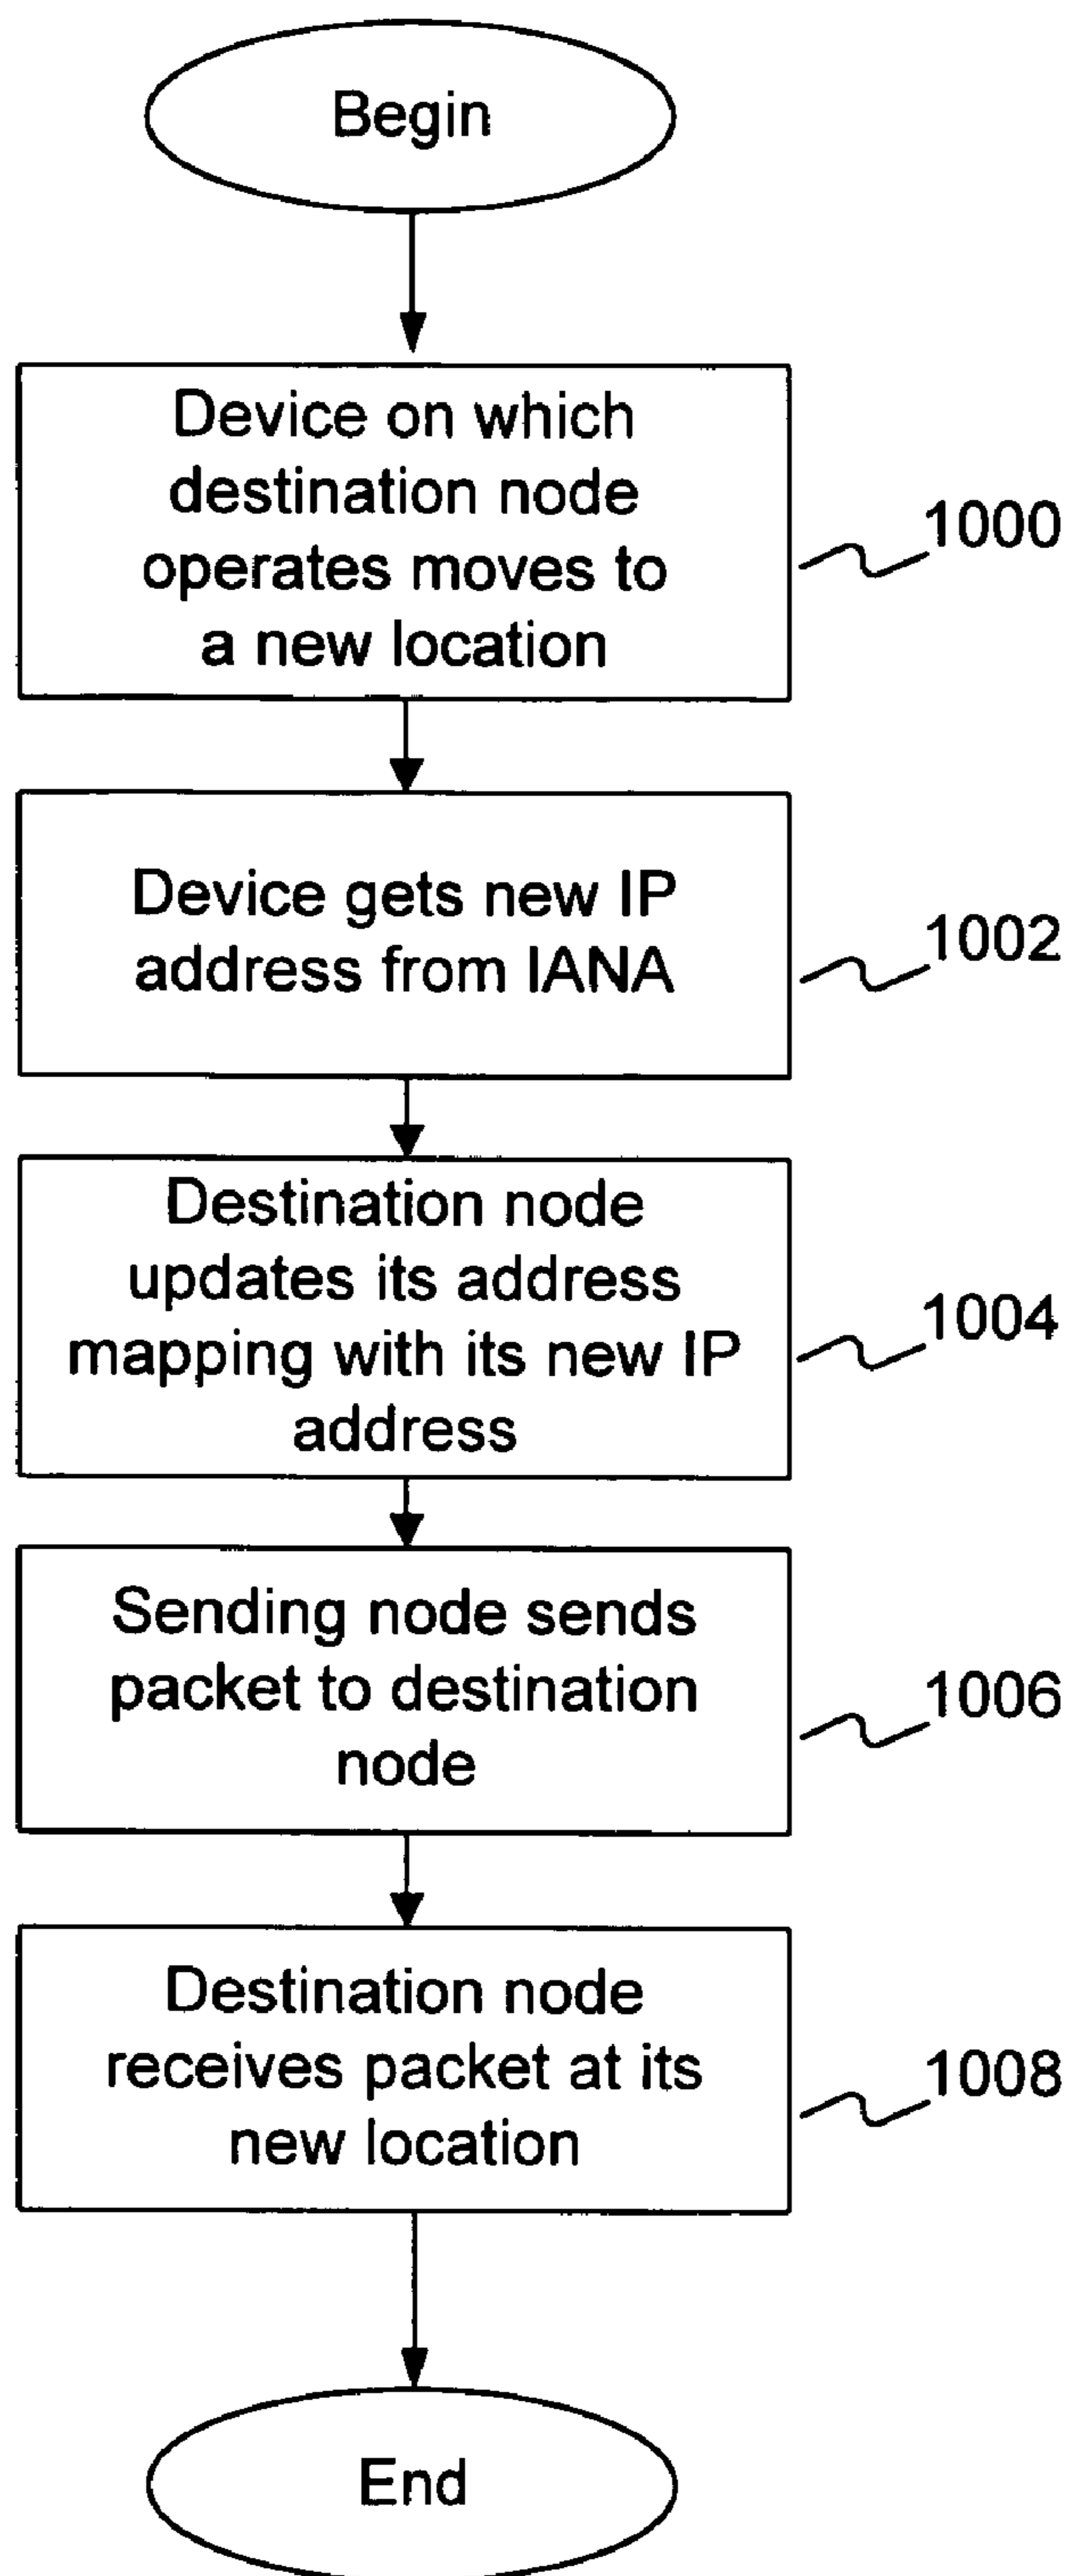 Begin
Device on which
destination node
operates moves to
a new location
1000
Device gets new IP
address from IANA
1002
Destination node
updates its address
mapping with its new IP
address
1004
Sending node sends
packet to destination
node
1006
Destination node
receives packet at its
new location
1008
End